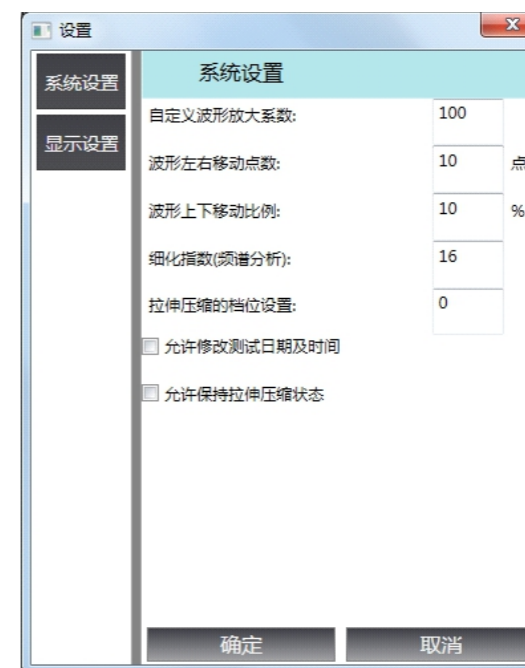 设置
系统设置
显示设置
系统设置
自定义波形放大系数: 100
波形左右移动点数: 10 点
波形上下移动比例: 10 %
细化指数(频谱分析): 16
拉伸压缩的档位设置: 0
允许修改测试日期及时间
允许保持拉伸压缩状态
确定 取消